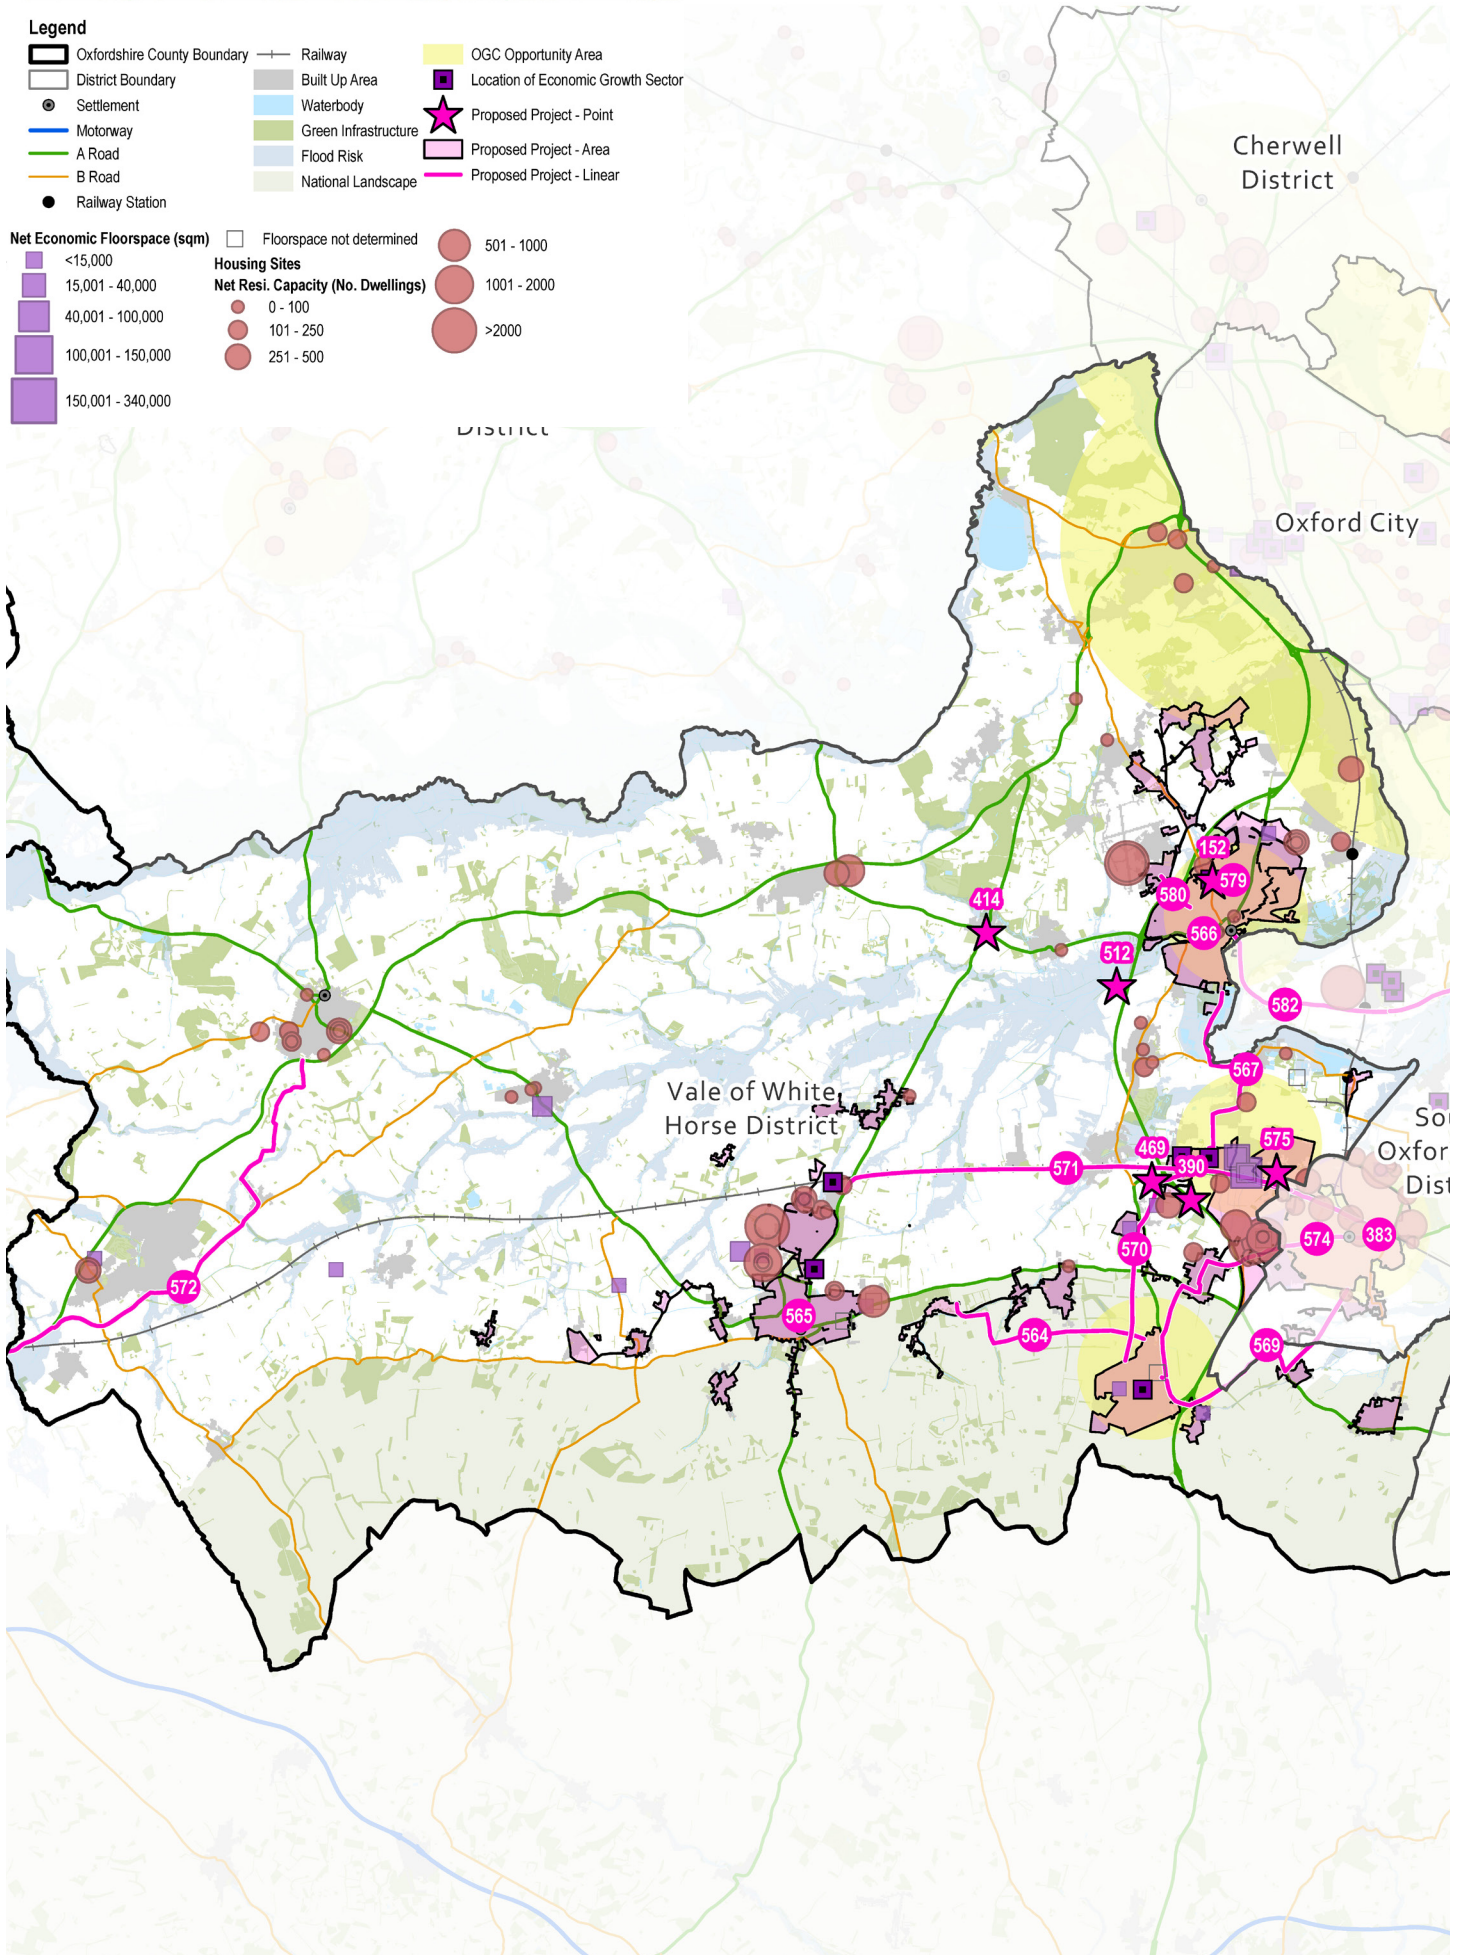 Legend
Oxfordshire County Boundary
District Boundary
Settlement
Motorway
A Road
B Road
Railway Station
Railway
Built Up Area
Waterbody
Green Infrastructure
Flood Risk
National Landscape
OGC Opportunity Area
Location of Economic Growth Sector
Proposed Project - Point
Proposed Project - Area
Proposed Project - Linear
Net Economic Floorspace (sqm)
<15,000
15,001 - 40,000
40,001 - 100,000
100,001 - 150,000
150,001 - 340,000
Floorspace not determined
Housing Sites
Net Resi. Capacity (No. Dwellings)
0 - 100
101 - 250
251 - 500
501 - 1000
1001 - 2000
>2000
District
Cherwell
District
Oxford City
152
579
580
414
566
512
582
567
Vale of White
Horse District
Sou
Oxfor
Dist
469
575
390
571
570
574
383
572
565
564
569